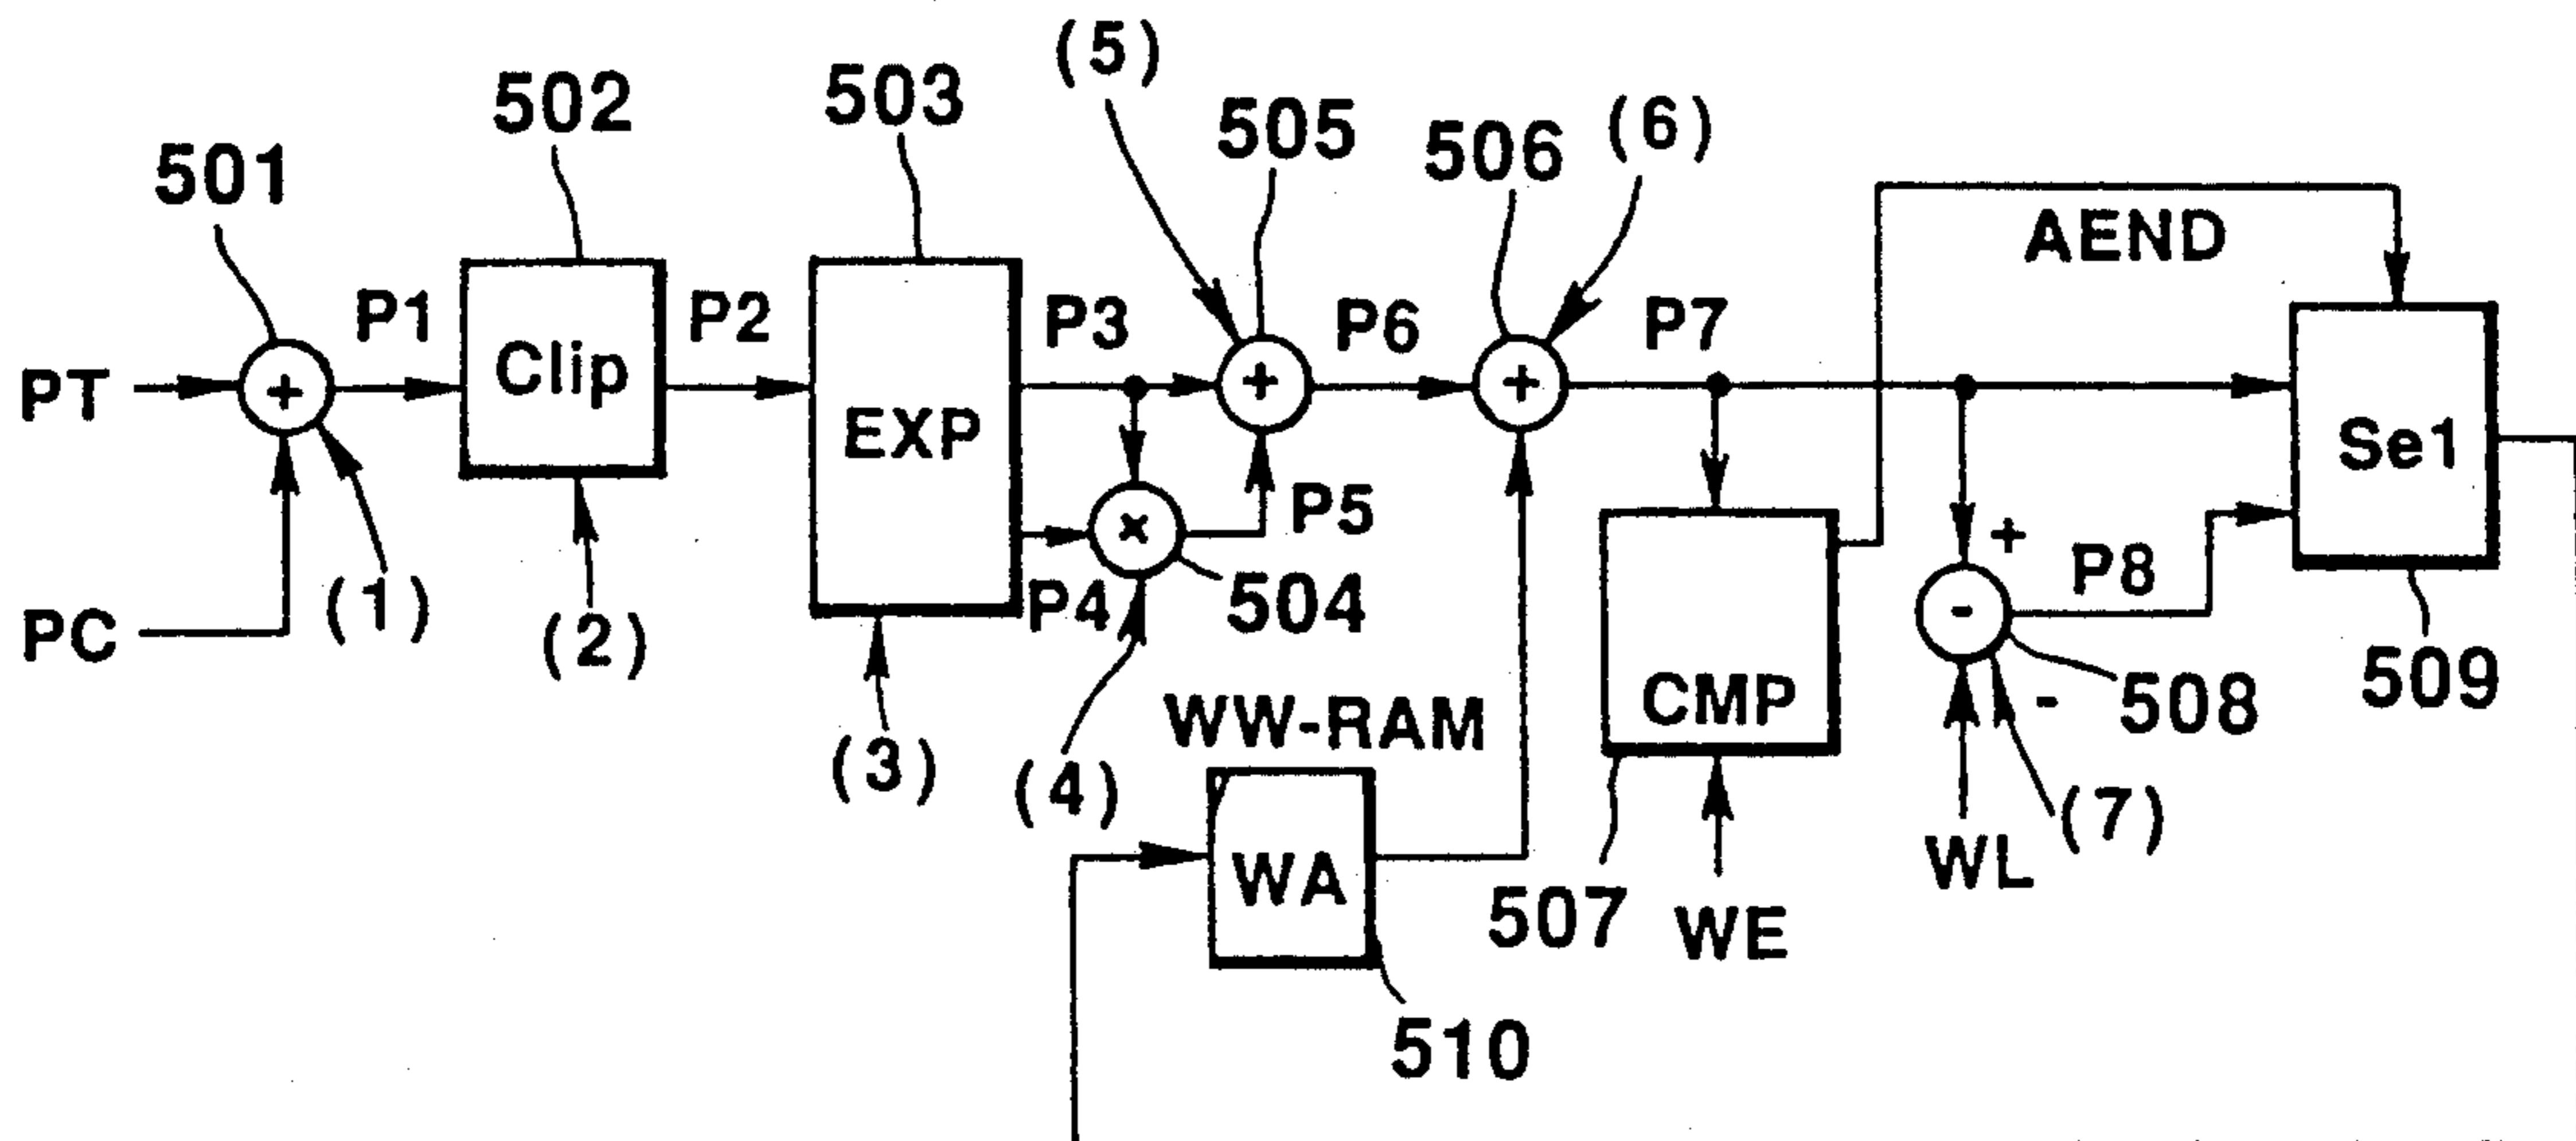 (5)
502
503
505
(6)
501
506
AEND
P1
P2
P3
P6
P7
Clip
PT
+
+
+
EXP
Se1
P5
×
+
P8
504
P4
(1)
-
PC
(2)
509
WW-RAM
CMP
-
508
(3)
(4)
(7)
WA
WL
507
WE
510